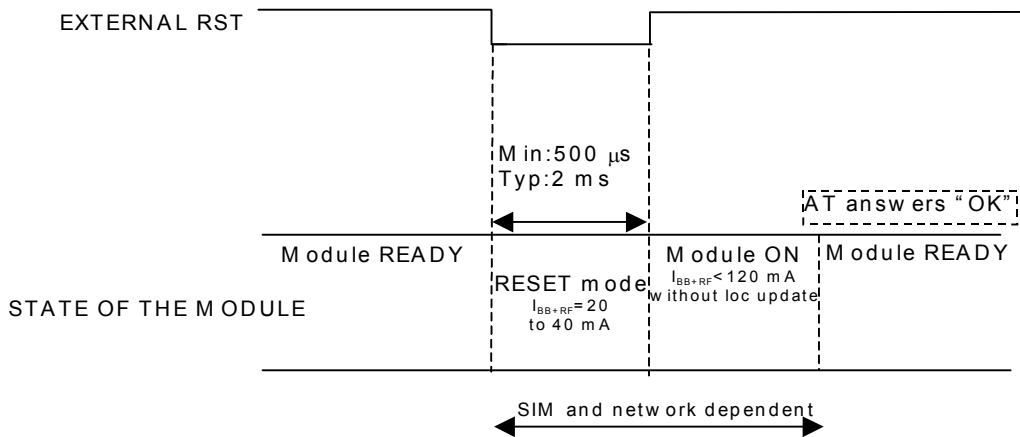 EXTERNAL RST
Min:500 μs
Typ:2 ms
AT answers “OK”
Module READY
Module ON
Module READY
RESET mode
I_BB+RF<120 mA
without loc update
I_BB+RF=20
to 40 mA
STATE OF THE MODULE
SIM and network dependent